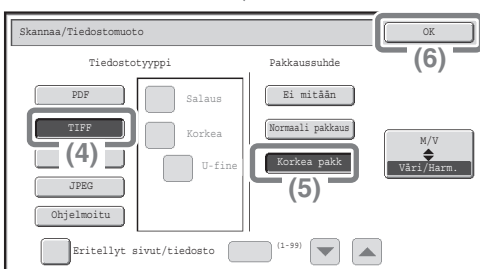 Skannaa/Tiedostomuoto
OK
(6)
Tiedostotyyppi
Pakkaussuhde
PDF
Salaus
Ei mitään
TIFF
Korkea
Normaali pakkaus
M/V
(4)
U-fine
Korkea pakk
Väri/Harm.
(5)
JPEG
Ohjelmoitu
Eritellyt sivut/tiedosto
(1-99)